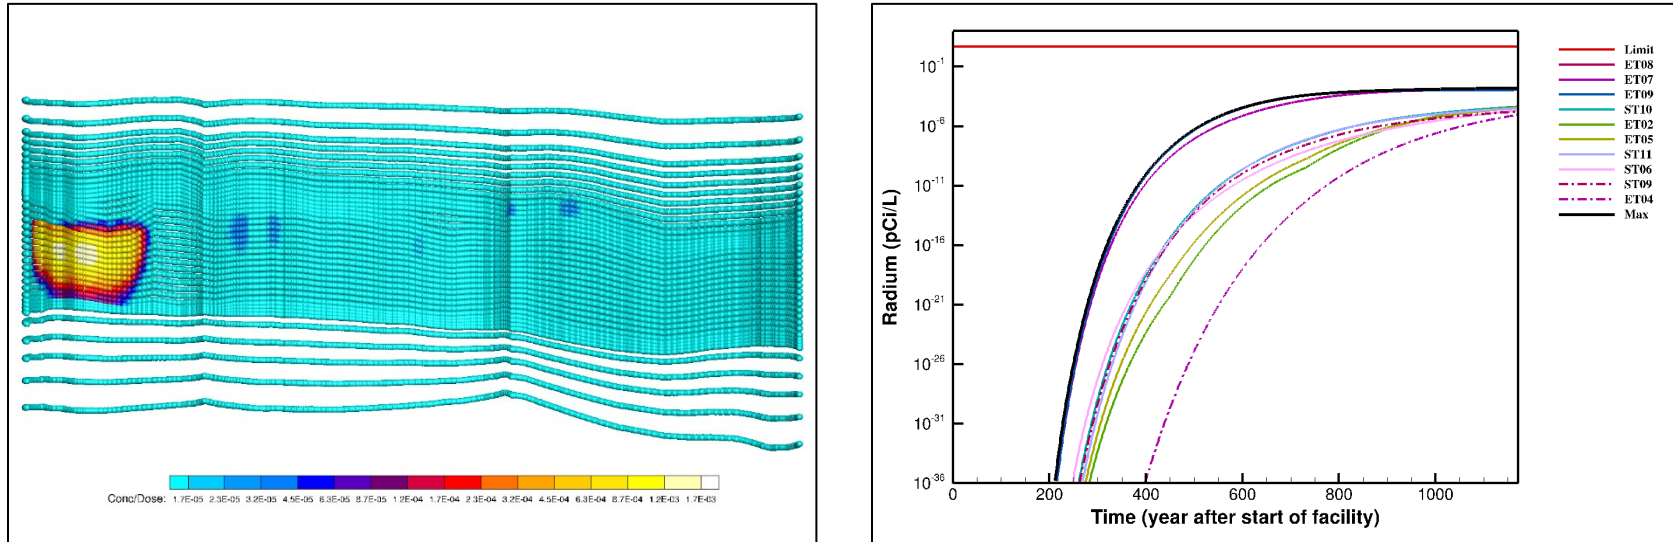 Conc/Dose: 1.7E-05 2.3E-05 3.2E-05 4.5E-05 6.3E-05 8.7E-05 1.2E-04 1.7E-04 2.3E-04 3.2E-04 4.5E-04 6.3E-04 8.7E-04 1.2E-03 1.7E-03
Radium (pCi/L)
10-1
10-6
10-11
10-16
10-21
10-26
10-31
10-36
0 200 400 600 800 1000
Time (year after start of facility)
Limit
ET08
ET07
ET09
ST10
ET02
ET05
ST11
ST06
ST09
ET04
Max